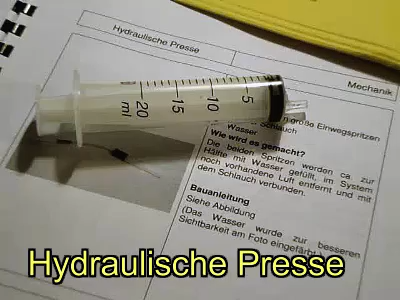 Hydraulische Presse
Mechanik
20 15 10 5
ml
große Einwegspritzen
Wasser
Schlauch
Wie wird es gemacht?
Die beiden Spritzen werden ca. zur
Hälfte mit Wasser gefüllt, im System
noch vorhandene Luft entfernt und mit
dem Schlauch verbunden.
Bauanleitung
Siehe Abbildung
(Das Wasser wurde zur besseren
Sichtbarkeit am Foto eingefärbt
Hydraulische Presse